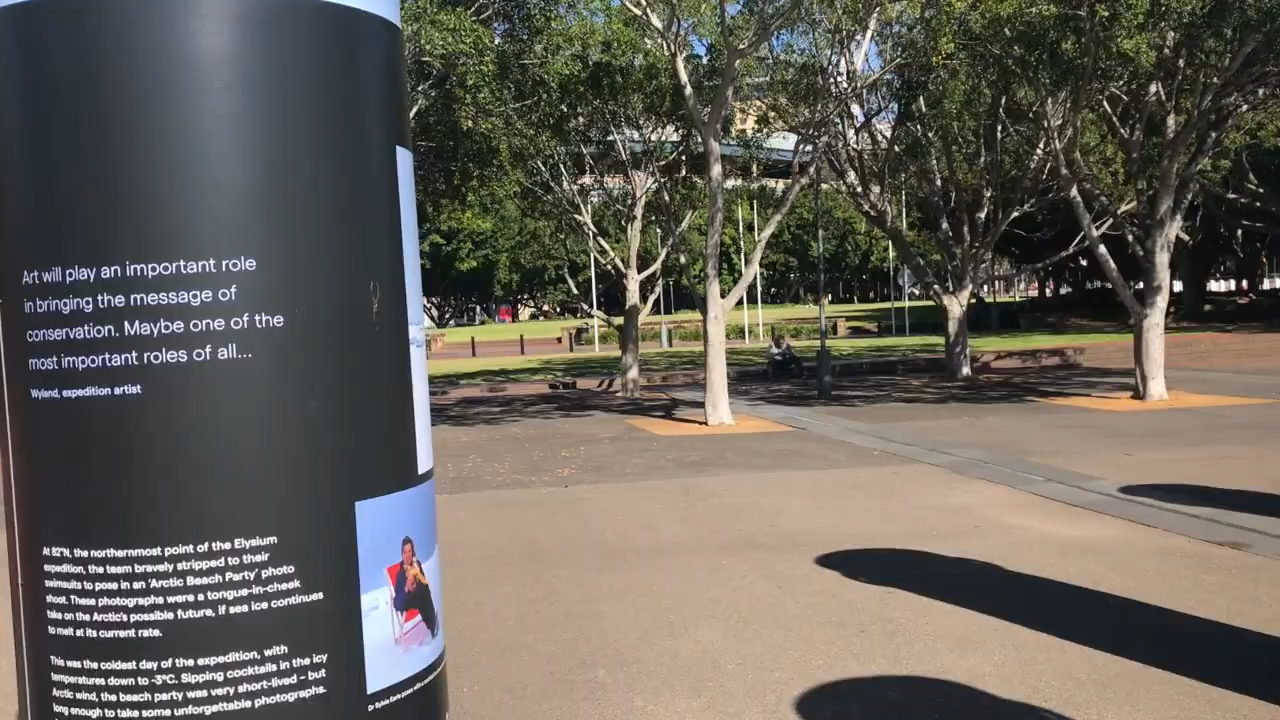 Art will play an important role
in bringing the message of
conservation. Maybe one of the
most important roles of all...
Wyland, expedition artist
At 82°N, the northernmost point of the Elysium
expedition, the team bravely stripped to their
swimsuits to pose in an 'Arctic Beach Party' photo
shoot. These photographs were a tongue-in-cheek
take on the Arctic's possible future, if sea ice continues
to melt at its current rate.
This was the coldest day of the expedition, with
temperatures down to -3°C. Sipping cocktails in the icy
Arctic wind, the beach party was very short-lived – but
long enough to take some unforgettable photographs.
Dr Sylvia Earle poses with a